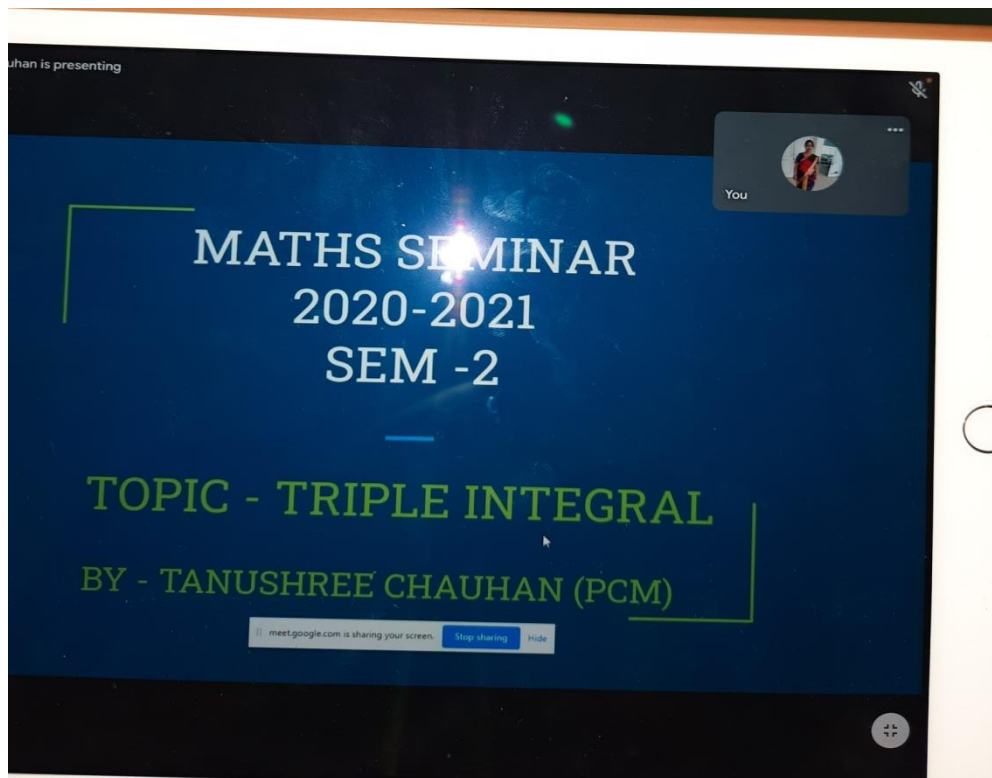 uhan is presenting
You
MATHS SEMINAR
2020-2021
SEM -2
TOPIC - TRIPLE INTEGRAL
BY - TANUSHREE CHAUHAN (PCM)
meet.google.com is sharing your screen. Stop sharing Hide